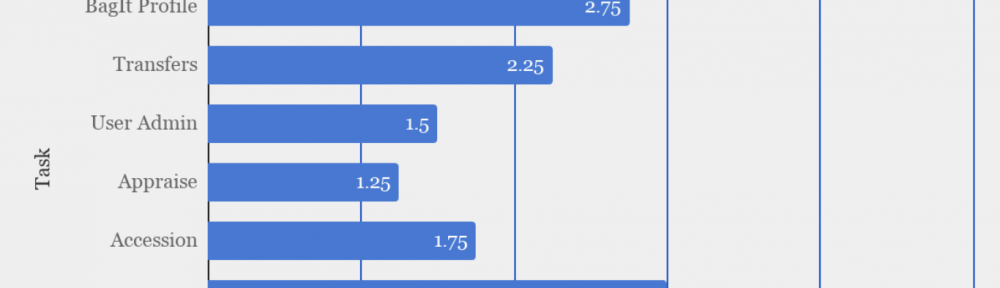 BagIt Profile 2.75
Transfers 2.25
User Admin 1.5
Task
Appraise 1.25
Accession 1.75